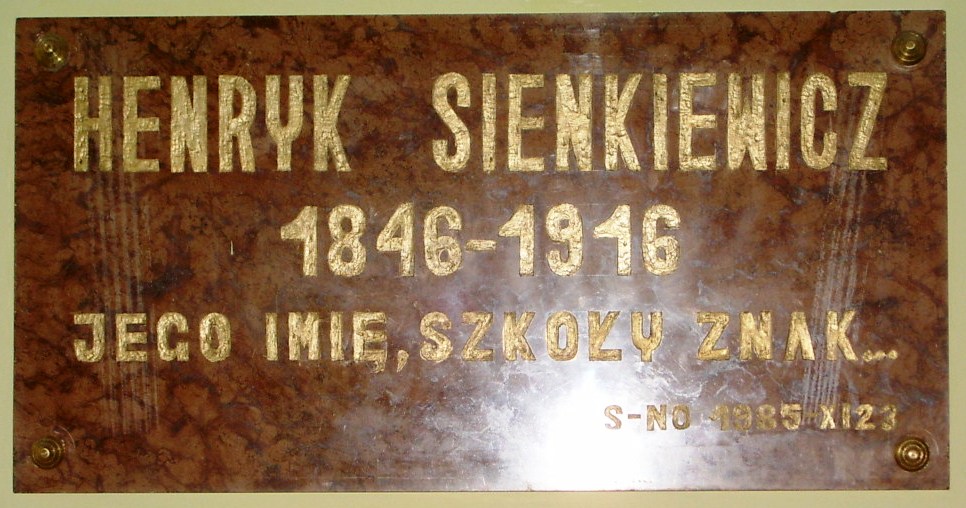 HENRYK SIENKIEWICZ
1846-1916
JEGO IMIĘ, SZKOŁY ZNAK...
S-NO 1985 XI 23